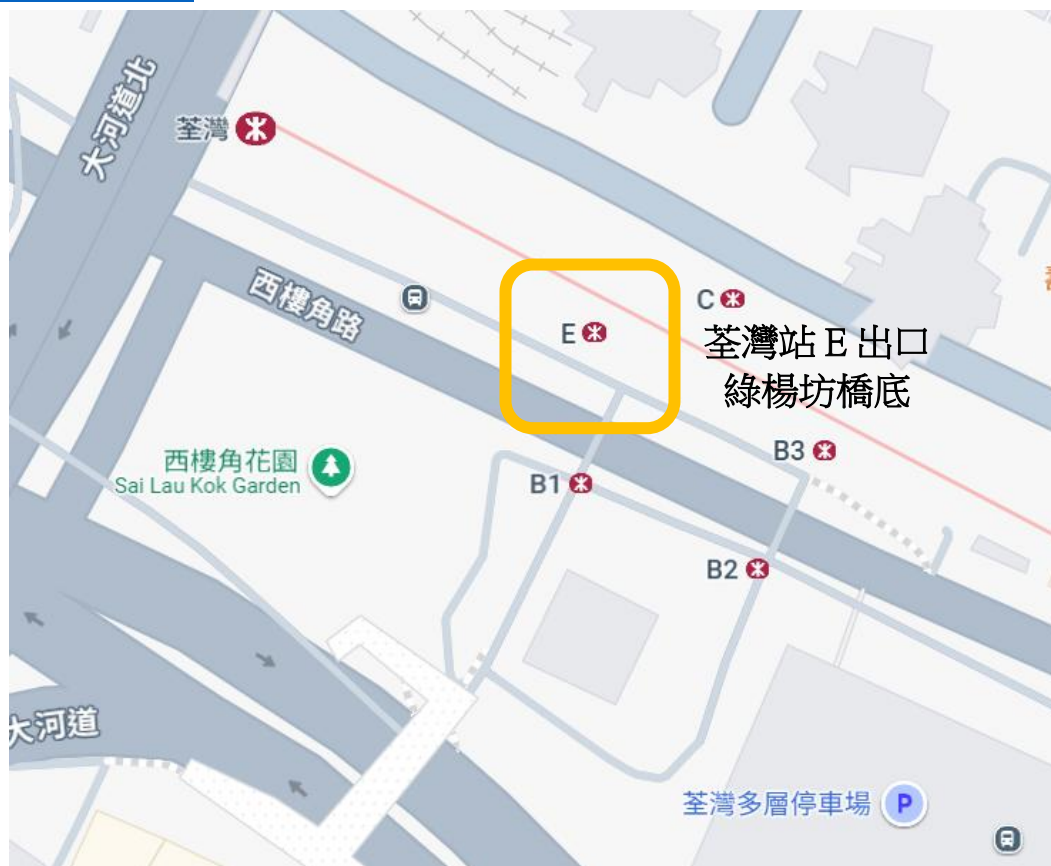 大河道北
荃灣
西樓角路
E
C
荃灣站 E 出口
綠楊坊橋底
B3
西樓角花園
Sai Lau Kok Garden
B1
B2
大河道
荃灣多層停車場
P